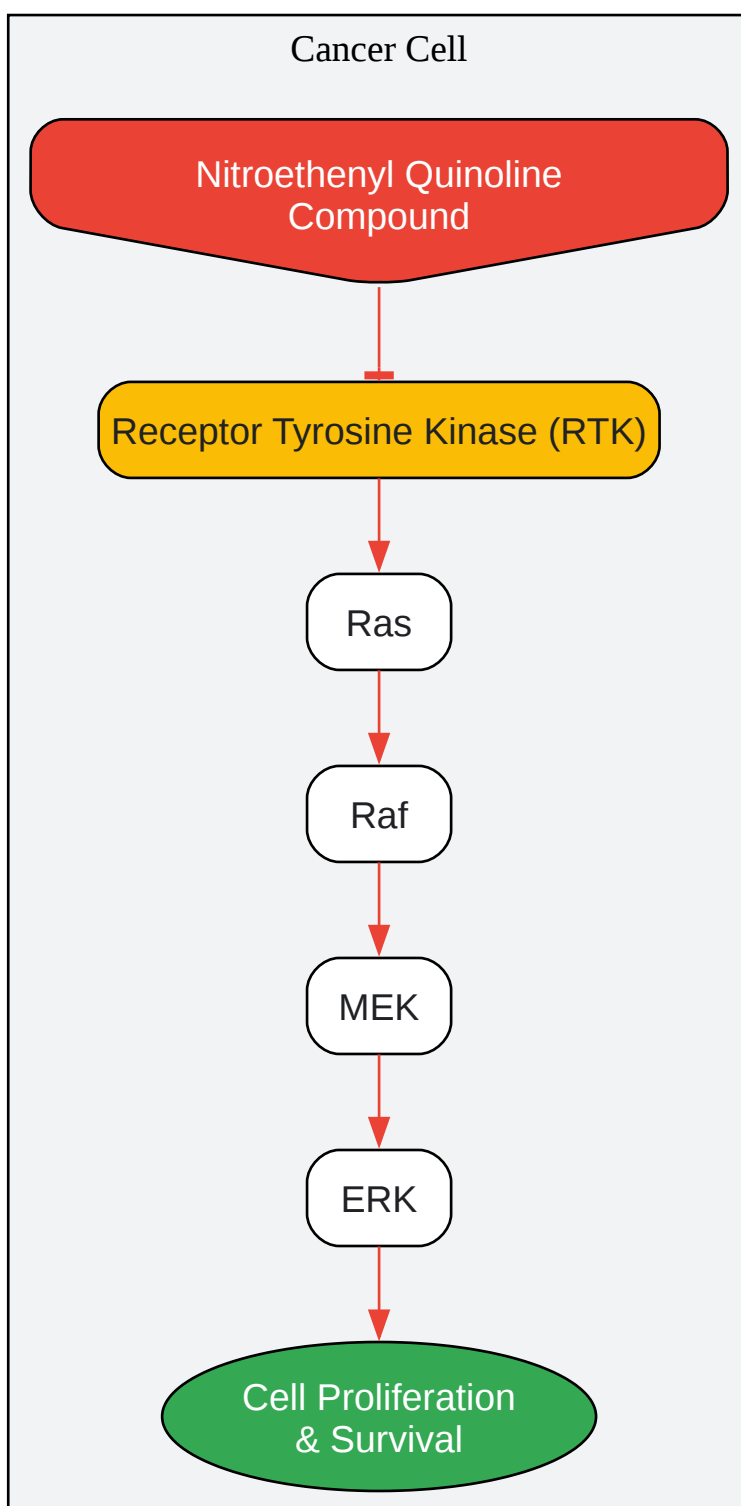 Cancer Cell
Nitroethenyl Quinoline
Compound
Receptor Tyrosine Kinase (RTK)
Ras
Raf
MEK
ERK
Cell Proliferation
& Survival